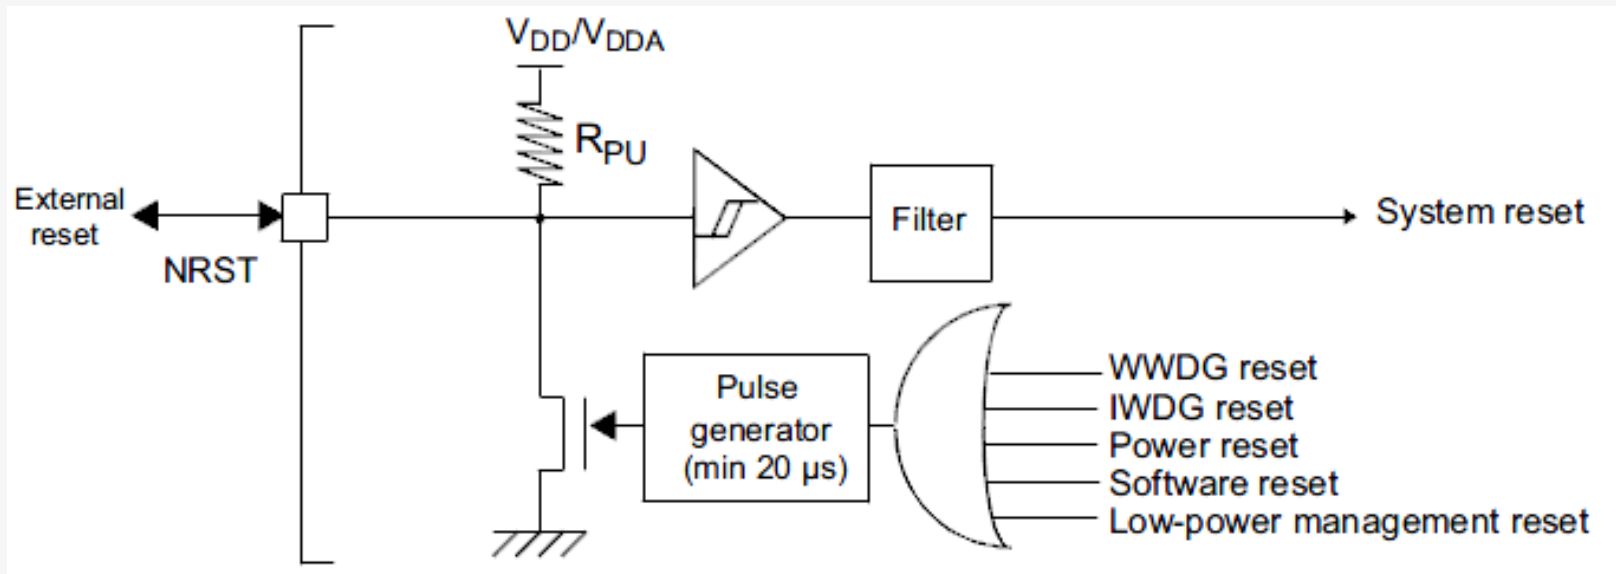 VDD/VDDA
RPU
External
reset
NRST
Filter
System reset
Pulse
generator
(min 20 µs)
WWDG reset
IWDG reset
Power reset
Software reset
Low-power management reset